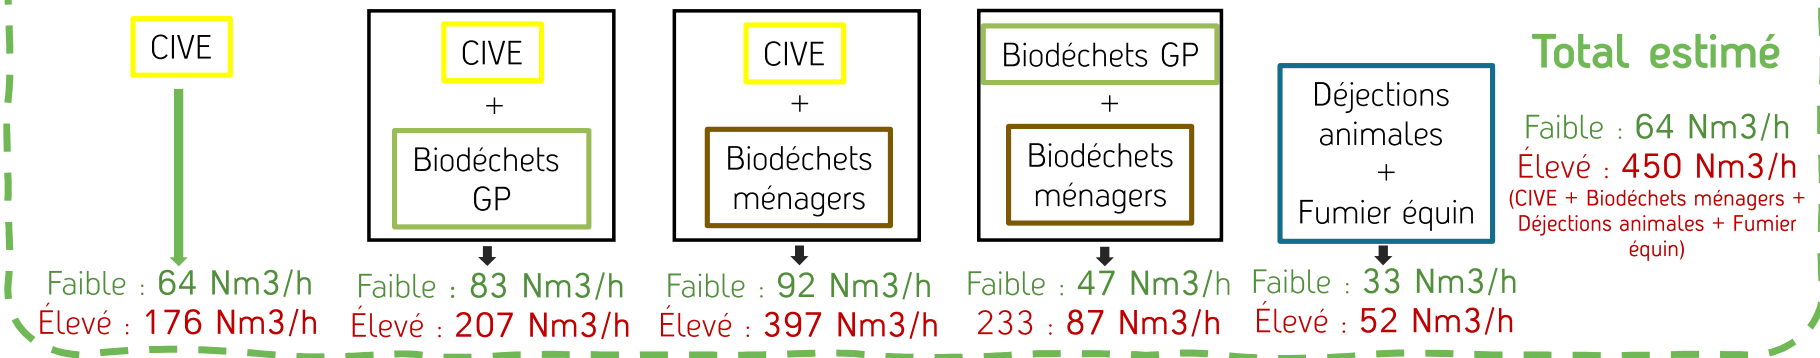 CIVE
Faible : 64 Nm3/h
Élevé : 176 Nm3/h
CIVE
+
Biodéchets
GP
Faible : 83 Nm3/h
Élevé : 207 Nm3/h
CIVE
+
Biodéchets
ménagers
Faible : 92 Nm3/h
Élevé : 397 Nm3/h
Biodéchets GP
+
Biodéchets
ménagers
Faible : 47 Nm3/h
233 : 87 Nm3/h
Déjections
animales
+
Fumier équin
Faible : 33 Nm3/h
Élevé : 52 Nm3/h
Total estimé
Faible : 64 Nm3/h
Élevé : 450 Nm3/h
(CIVE + Biodéchets ménagers +
Déjections animales + Fumier
équin)